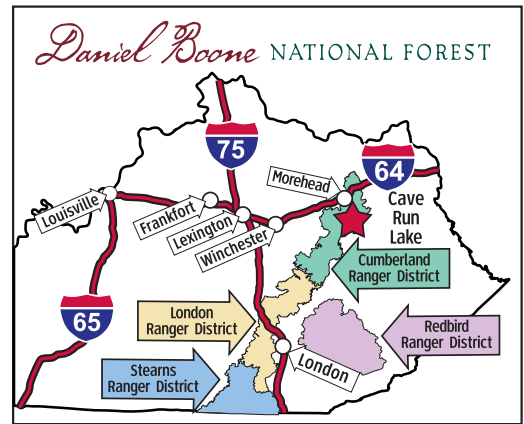 Daniel Boone NATIONAL FOREST
75
64
Morehead
Louisville
Frankfort
Lexington
Winchester
Cave
Run
Lake
Cumberland
Ranger District
65
London
Ranger District
Redbird
Ranger District
Stearns
Ranger District
London